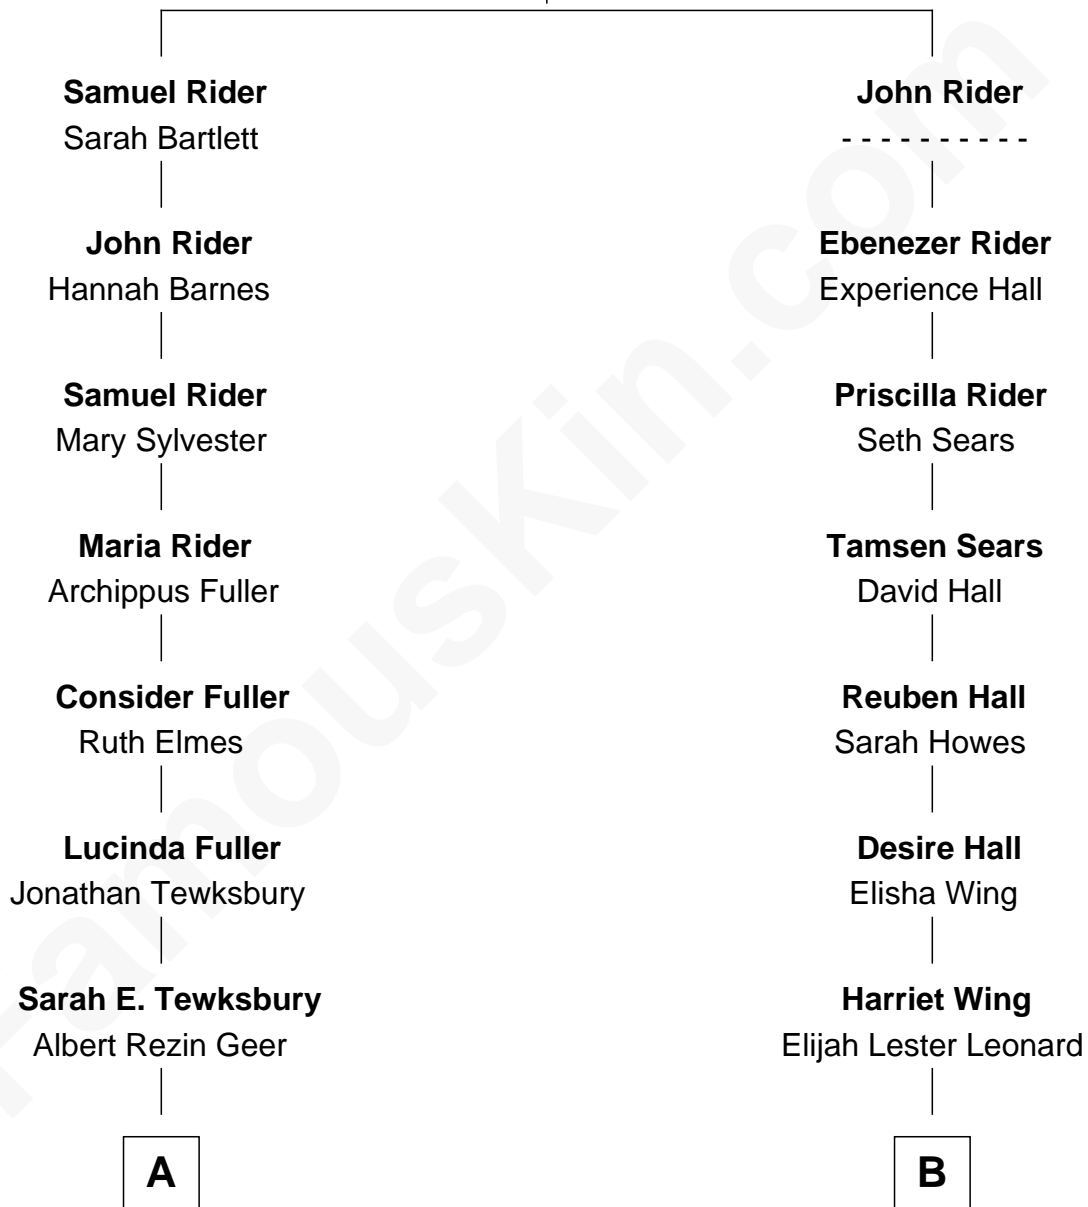 Samuel Rider
Sarah Bartlett
John Rider
- - - - - - - - - -
John Rider
Hannah Barnes
Ebenezer Rider
Experience Hall
Samuel Rider
Mary Sylvester
Priscilla Rider
Seth Sears
Maria Rider
Archippus Fuller
Tamsen Sears
David Hall
Consider Fuller
Ruth Elmes
Reuben Hall
Sarah Howes
Lucinda Fuller
Jonathan Tewksbury
Desire Hall
Elisha Wing
Sarah E. Tewksbury
Albert Rezin Geer
Harriet Wing
Elijah Lester Leonard
A
B
FamousKin.com